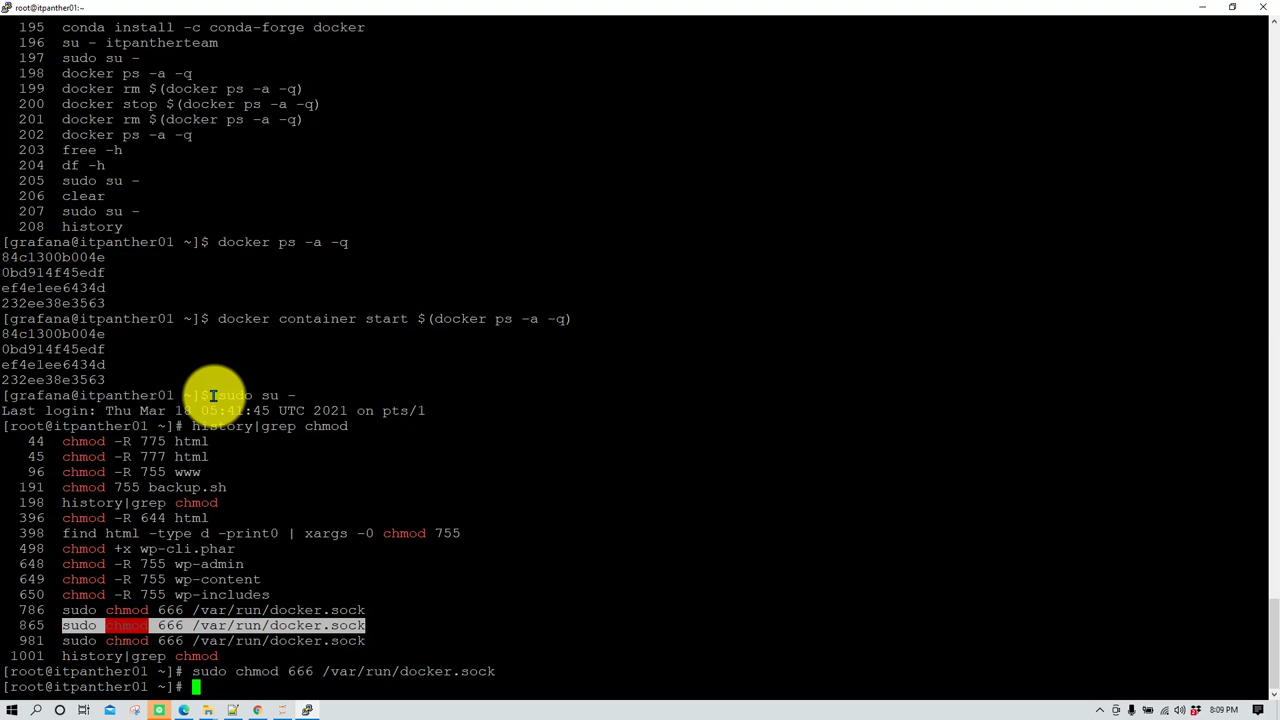 root@itpanther01:~
195 conda install -c conda-forge docker
196 su - itpantherteam
197 sudo su -
198 docker ps -a -q
199 docker rm $(docker ps -a -q)
200 docker stop $(docker ps -a -q)
201 docker rm $(docker ps -a -q)
202 docker ps -a -q
203 free -h
204 df -h
205 sudo su -
206 clear
207 sudo su -
208 history
[grafana@itpanther01 ~]$ docker ps -a -q
84c1300b004e
0bd914f45edf
ef4e1ee6434d
232ee38e3563
[grafana@itpanther01 ~]$ docker container start $(docker ps -a -q)
84c1300b004e
0bd914f45edf
ef4e1ee6434d
232ee38e3563
[grafana@itpanther01 ~]$ sudo su -
Last login: Thu Mar 18 05:41:45 UTC 2021 on pts/1
[root@itpanther01 ~]# history|grep chmod
44 chmod -R 775 html
45 chmod -R 777 html
96 chmod -R 755 www
191 chmod 755 backup.sh
198 history|grep chmod
396 chmod -R 644 html
398 find html -type d -print0 | xargs -0 chmod 755
498 chmod +x wp-cli.phar
648 chmod -R 755 wp-admin
649 chmod -R 755 wp-content
650 chmod -R 755 wp-includes
786 sudo chmod 666 /var/run/docker.sock
865 sudo chmod 666 /var/run/docker.sock
981 sudo chmod 666 /var/run/docker.sock
1001 history|grep chmod
[root@itpanther01 ~]# sudo chmod 666 /var/run/docker.sock
[root@itpanther01 ~]#
8:09 PM